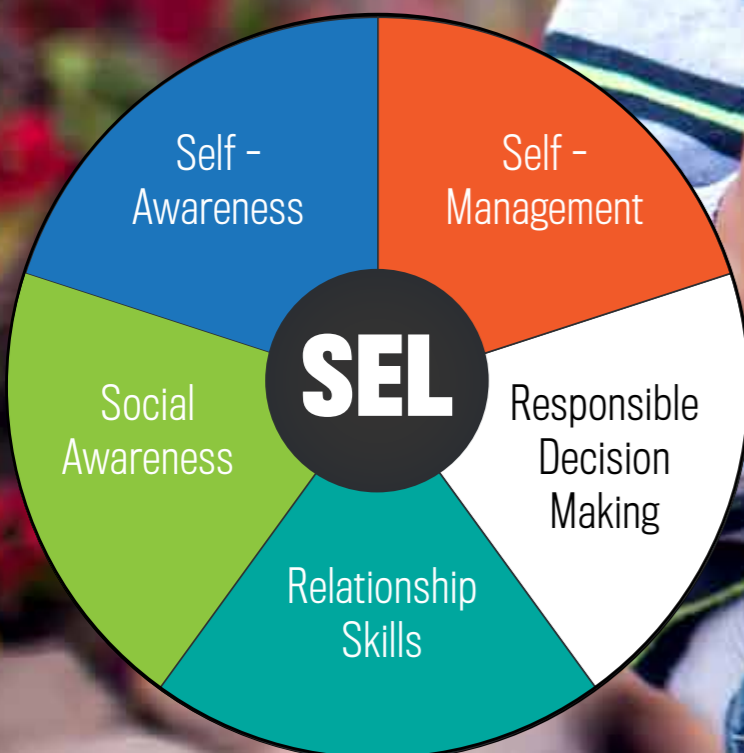 Self -
Awareness
Self -
Management
SEL
Social
Awareness
Responsible
Decision
Making
Relationship
Skills